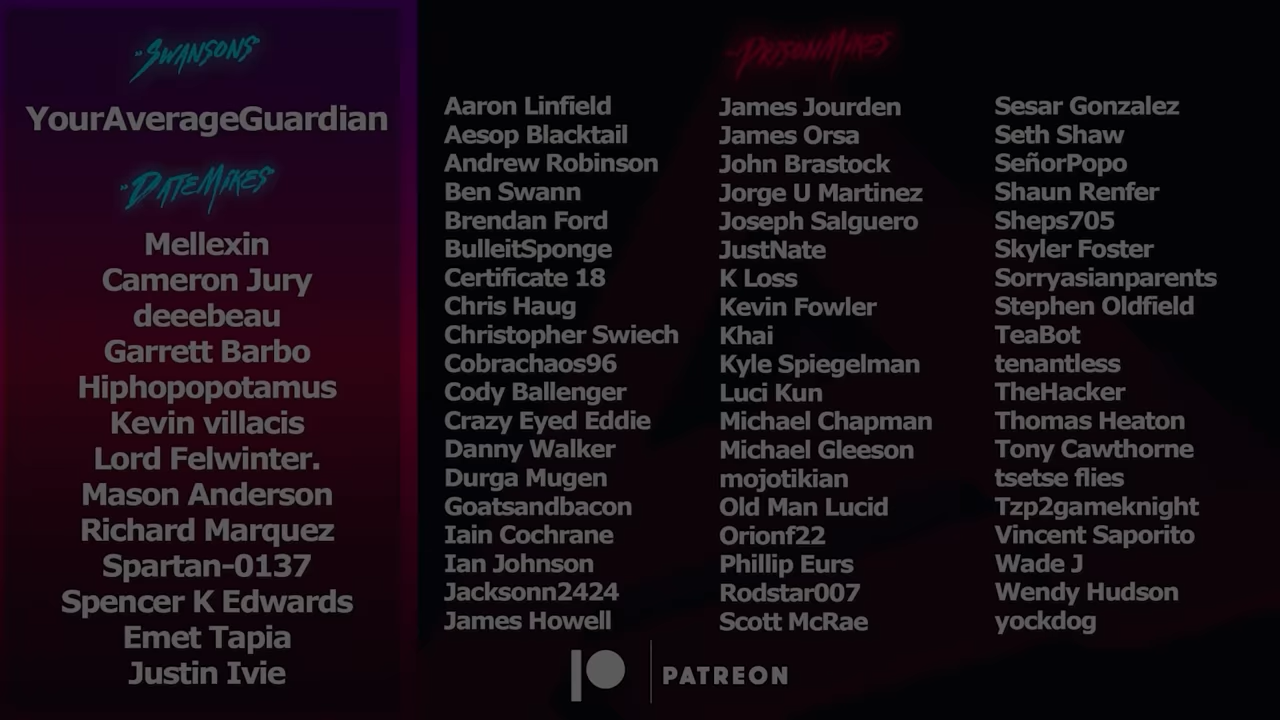 "Swansons"
YourAverageGuardian
"DateMikes"
Mellexin
Cameron Jury
deeebeau
Garrett Barbo
Hiphopopotamus
Kevin villacis
Lord Felwinter.
Mason Anderson
Richard Marquez
Spartan-0137
Spencer K Edwards
Emet Tapia
Justin Ivie
"PrisonMikes"
Aaron Linfield
Aesop Blacktail
Andrew Robinson
Ben Swann
Brendan Ford
BulleitSponge
Certificate 18
Chris Haug
Christopher Swiech
Cobrachaos96
Cody Ballenger
Crazy Eyed Eddie
Danny Walker
Durga Mugen
Goatsandbacon
Iain Cochrane
Ian Johnson
Jacksonn2424
James Howell
James Jourden
James Orsa
John Brastock
Jorge U Martinez
Joseph Salguero
JustNate
K Loss
Kevin Fowler
Khai
Kyle Spiegelman
Luci Kun
Michael Chapman
Michael Gleeson
mojotikian
Old Man Lucid
Orionf22
Phillip Eurs
Rodstar007
Scott McRae
Sesar Gonzalez
Seth Shaw
SeñorPopo
Shaun Renfer
Sheps705
Skyler Foster
Sorryasianparents
Stephen Oldfield
TeaBot
tenantless
TheHacker
Thomas Heaton
Tony Cawthorne
tsetse flies
Tzp2gameknight
Vincent Saporito
Wade J
Wendy Hudson
yockdog
PATREON